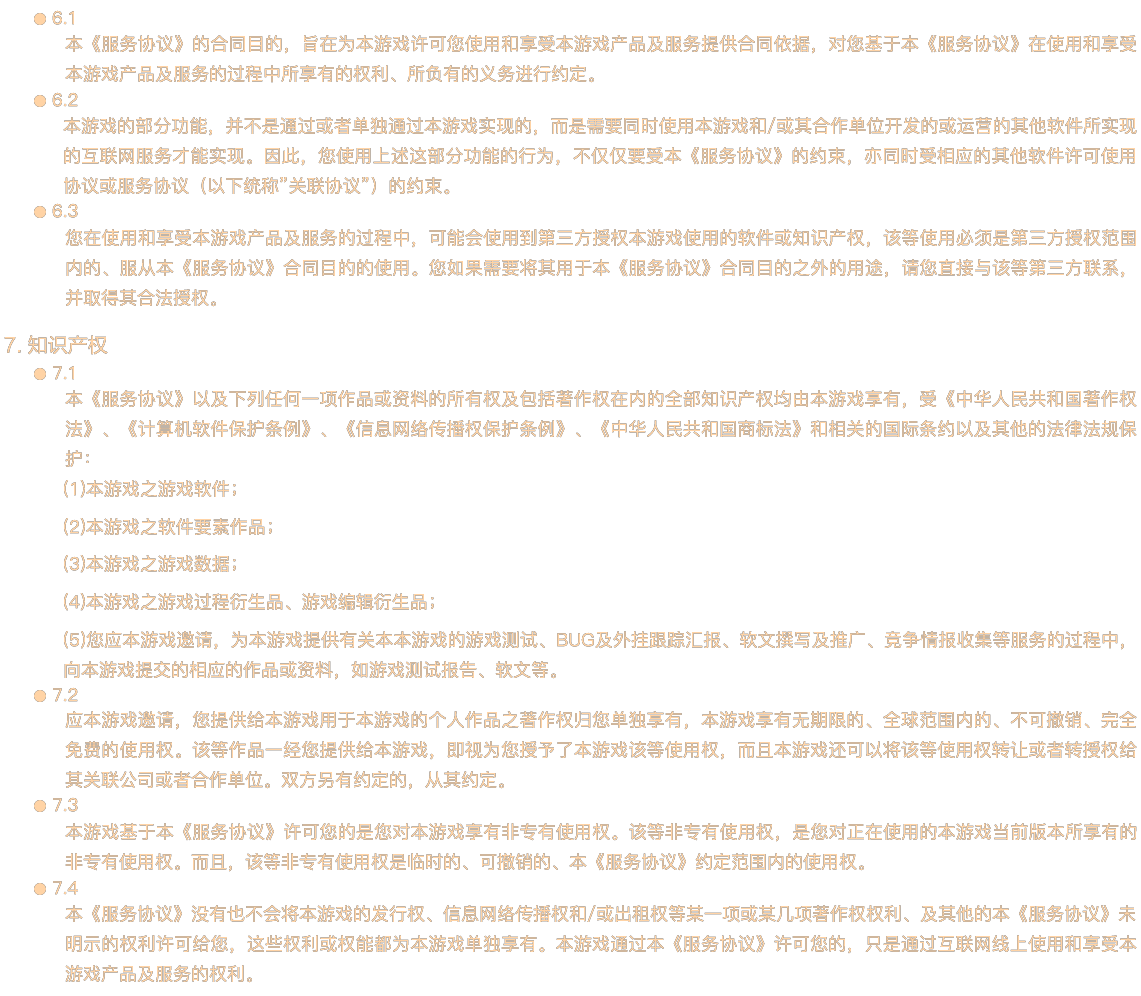 6.1
本《服务协议》的合同目的，旨在为本游戏许可您使用和享受本游戏产品及服务提供合同依据，对您基于本《服务协议》在使用和享受
本游戏产品及服务的过程中所享有的权利、所负有的义务进行约定。
6.2
本游戏的部分功能，并不是通过或者单独通过本游戏实现的，而是需要同时使用本游戏和/或其合作单位开发的或运营的其他软件所实现
的互联网服务才能实现。因此，您使用上述这部分功能的行为，不仅仅要受本《服务协议》的约束，亦同时受相应的其他软件许可使用
协议或服务协议（以下统称"关联协议"）的约束。
6.3
您在使用和享受本游戏产品及服务的过程中，可能会使用到第三方授权本游戏使用的软件或知识产权，该等使用必须是第三方授权范围
内的、服从本《服务协议》合同目的的使用。您如果需要将其用于本《服务协议》合同目的之外的用途，请您直接与该等第三方联系，
并取得其合法授权。
7. 知识产权
7.1
本《服务协议》以及下列任何一项作品或资料的所有权及包括著作权在内的全部知识产权均由本游戏享有，受《中华人民共和国著作权
法》、《计算机软件保护条例》、《信息网络传播权保护条例》、《中华人民共和国商标法》和相关的国际条约以及其他的法律法规保
护：
(1)本游戏之游戏软件；
(2)本游戏之软件要素作品；
(3)本游戏之游戏数据；
(4)本游戏之游戏过程衍生品、游戏编辑衍生品；
(5)您应本游戏邀请，为本游戏提供有关本本游戏的游戏测试、BUG及外挂跟踪汇报、软文撰写及推广、竞争情报收集等服务的过程中，
向本游戏提交的相应的作品或资料，如游戏测试报告、软文等。
7.2
应本游戏邀请，您提供给本游戏用于本游戏的个人作品之著作权归您单独享有，本游戏享有无期限的、全球范围内的、不可撤销、完全
免费的使用权。该等作品一经您提供给本游戏，即视为您授予了本游戏该等使用权，而且本游戏还可以将该等使用权转让或者转授权给
其关联公司或者合作单位。双方另有约定的，从其约定。
7.3
本游戏基于本《服务协议》许可您的是您对本游戏享有非专有使用权。该等非专有使用权，是您对正在使用的本游戏当前版本所享有的
非专有使用权。而且，该等非专有使用权是临时的、可撤销的、本《服务协议》约定范围内的使用权。
7.4
本《服务协议》没有也不会将本游戏的发行权、信息网络传播权和/或出租权等某一项或某几项著作权权利、及其他的本《服务协议》未
明示的权利许可给您，这些权利或权能都为本游戏单独享有。本游戏通过本《服务协议》许可您的，只是通过互联网线上使用和享受本
游戏产品及服务的权利。